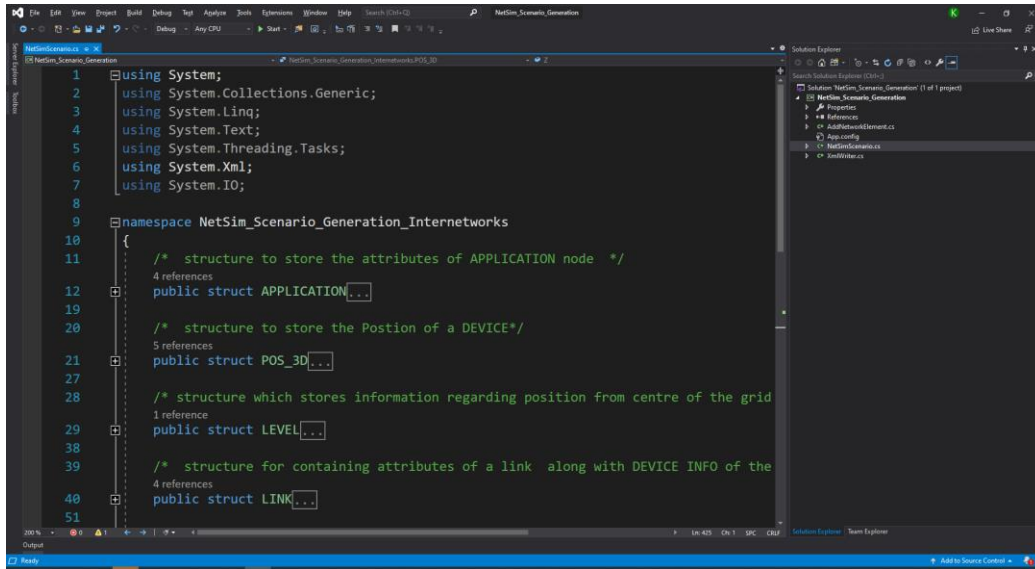 File Edit View Project Build Debug Test Analyze Tools Extensions Window Help Search (Ctrl+Q) NetSim_Scenario_Generation K
Debug Any CPU Start Live Share
Server Explorer Toolbox
NetSimScenario.cs
NetSim_Scenario_Generation NetSim_Scenario_Generation_Internetworks.POS_3D Z
1 using System;
2 using System.Collections.Generic;
3 using System.Linq;
4 using System.Text;
5 using System.Threading.Tasks;
6 using System.Xml;
7 using System.IO;
8
9 namespace NetSim_Scenario_Generation_Internetworks
10 {
11 /* structure to store the attributes of APPLICATION node */
4 references
12 public struct APPLICATION...
19
20 /* structure to store the Postion of a DEVICE*/
5 references
21 public struct POS_3D...
27
28 /* structure which stores information regarding position from centre of the grid
1 reference
29 public struct LEVEL...
38
39 /* structure for containing attributes of a link along with DEVICE INFO of the
4 references
40 public struct LINK...
51
200 % 0 1 Ln: 425 Ch: 1 SPC CRLF
Output
Ready Add to Source Control
Solution Explorer
Search Solution Explorer (Ctrl+;)
Solution 'NetSim_Scenario_Generation' (1 of 1 project)
NetSim_Scenario_Generation
Properties
References
AddNetworkElement.cs
App.config
NetSimScenario.cs
XmlWriter.cs
Solution Explorer Team Explorer